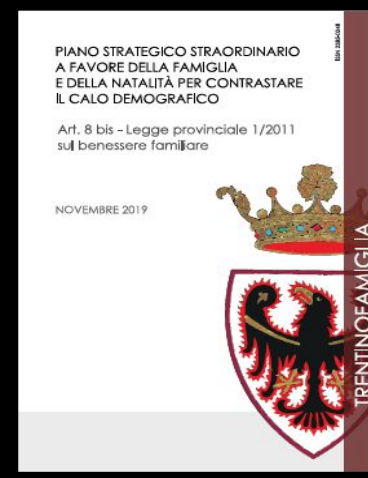 PIANO STRATEGICO STRAORDINARIO
A FAVORE DELLA FAMIGLIA
E DELLA NATALITÀ PER CONTRASTARE
IL CALO DEMOGRAFICO
Art. 8 bis - Legge provinciale 1/2011
sul benessere familiare
NOVEMBRE 2019
TRENTINOFAMIGLIA